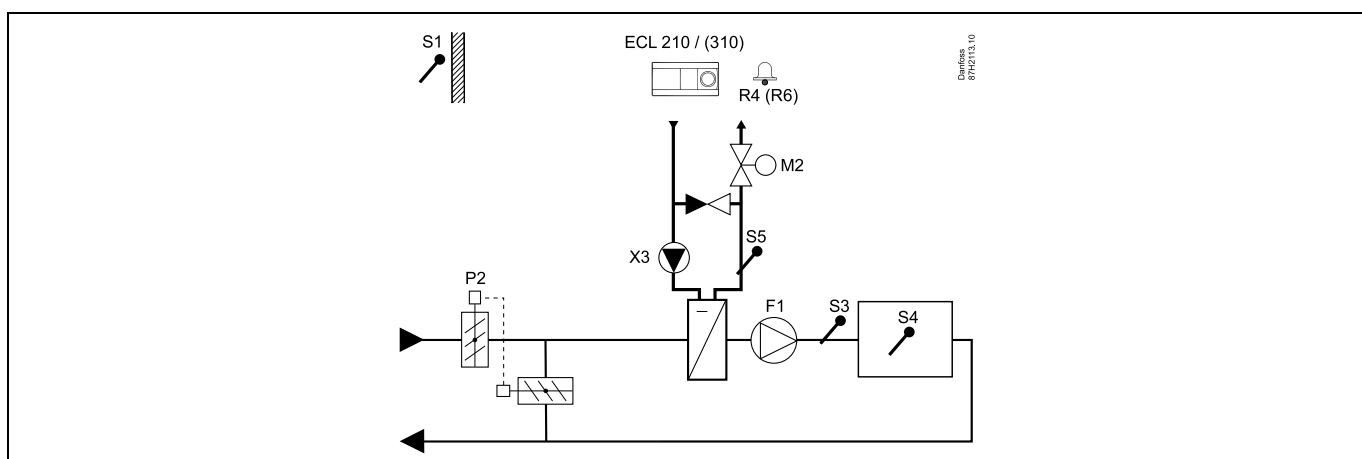 S1
ECL 210 / (310)
Danfoss
87H2113.10
R4 (R6)
M2
S5
X3
P2
F1
S3
S4